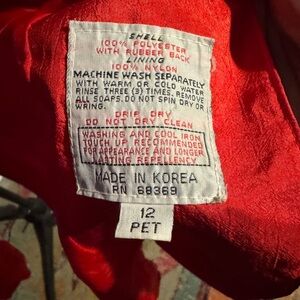 SHELL
100% POLYESTER
WITH RUBBER BACK
LINING
100% NYLON
MACHINE WASH SEPARATELY
WITH WARM OR COLD WATER
RINSE THREE (3) TIMES. REMOVE
ALL SOAPS. DO NOT SPIN DRY OR
WRING.
DRIP DRY
DO NOT DRY CLEAN
WASHING AND COOL IRON
TOUCH UP RECOMMENDED
FOR APPEARANCE AND LONGER
LASTING REPELLENCY
MADE IN KOREA
RN 69369
12
PET